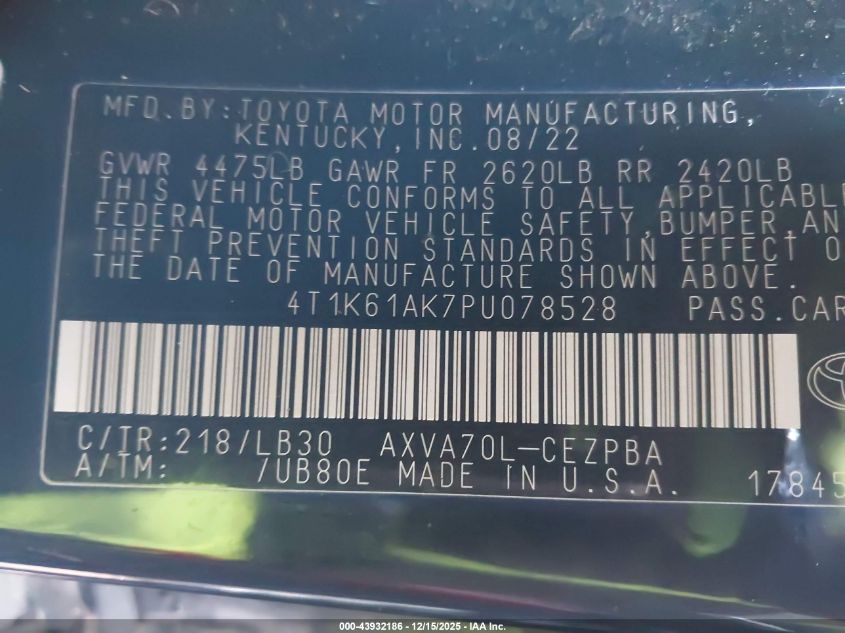 MFD.BY:TOYOTA MOTOR MANUFACTURING,
KENTUCKY,INC.08/22
GVWR 4475LB GAWR FR 2620LB RR 2420LB
THIS VEHICLE CONFORMS TO ALL APPLICABLE
FEDERAL MOTOR VEHICLE SAFETY,BUMPER,AN
THEFT PREVENTION STANDARDS IN EFFECT O
THE DATE OF MANUFACTURE SHOWN ABOVE.
4T1K61AK7PU078528 PASS.CAR
C/TR:218/LB30 AXVA70L-CEZPBA
A/TM: /UB80E MADE IN U.S.A. 17845
000-43932186 - 12/15/2025 - IAA Inc.